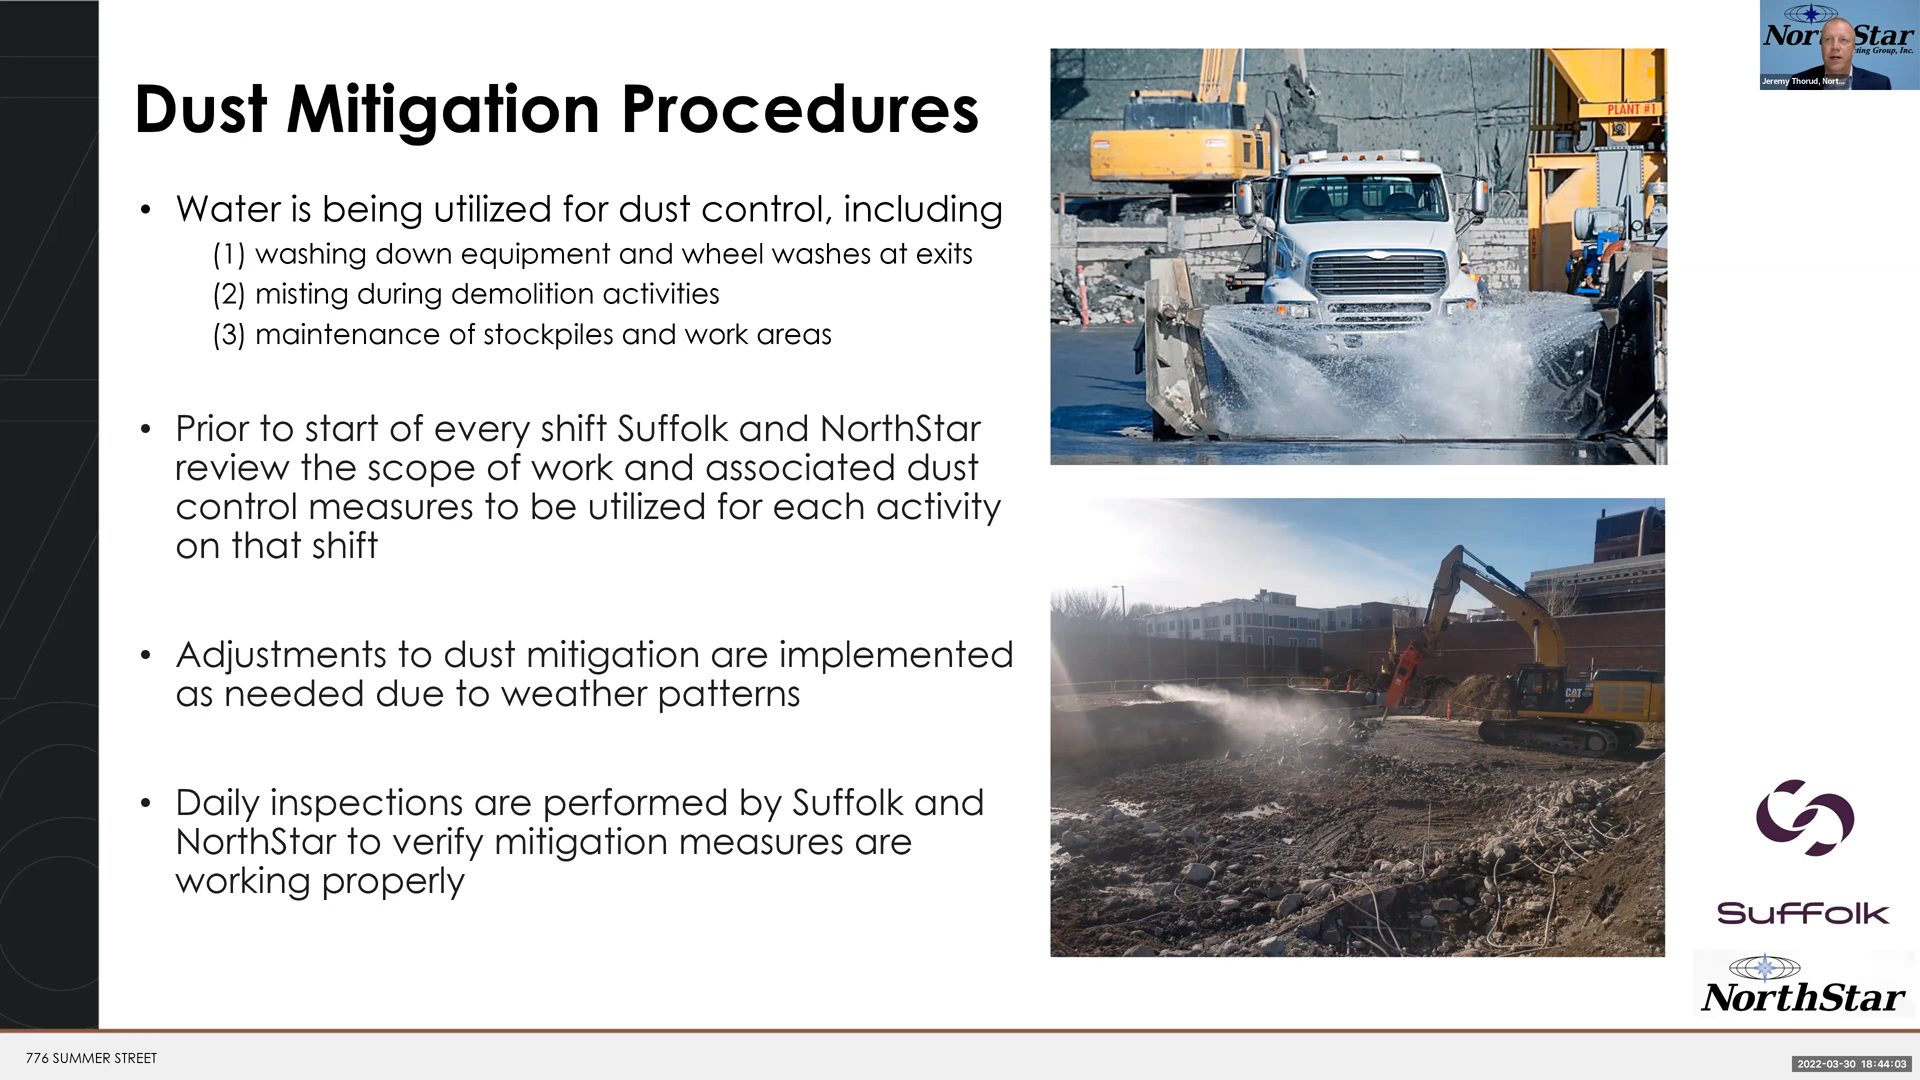 Dust Mitigation Procedures
• Water is being utilized for dust control, including
(1) washing down equipment and wheel washes at exits
(2) misting during demolition activities
(3) maintenance of stockpiles and work areas
• Prior to start of every shift Suffolk and NorthStar
review the scope of work and associated dust
control measures to be utilized for each activity
on that shift
• Adjustments to dust mitigation are implemented
as needed due to weather patterns
• Daily inspections are performed by Suffolk and
NorthStar to verify mitigation measures are
working properly
PLANT #1
CAT
Jeremy Thorud, Nort...
Suffolk
NorthStar
776 SUMMER STREET
2022-03-30 18:44:03